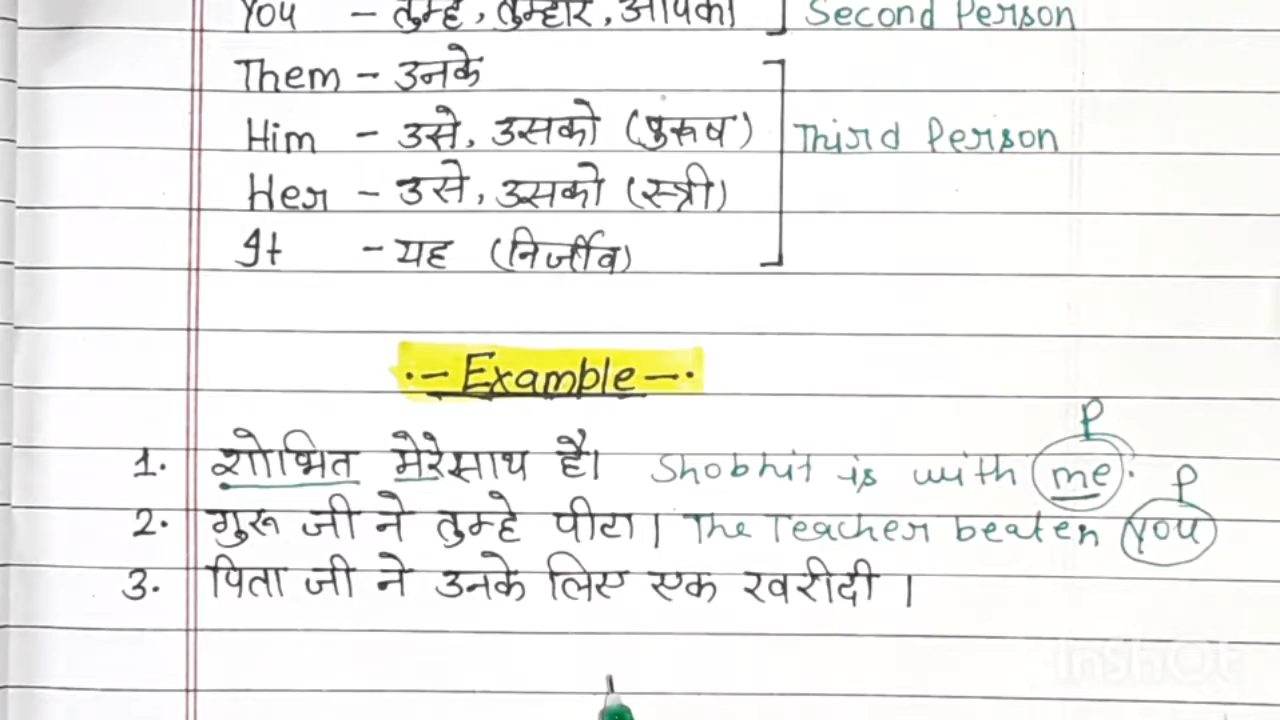 You - तुम्हे, तुम्हारे, आपको ] Second Person
Them - उनके
Him - उसे, उसको (पुरूष)
Third Person
Her - उसे, उसको (स्त्री)
It - यह (निर्जीव)
.- Examble -.
P
1. शोभित मेरेसाथ है। Shobhit is with me.
P
2. गुरू जी ने तुम्हे पीटा। The Teacher beaten you
3. पिता जी ने उनके लिए एक खरीदी ।
InShOt